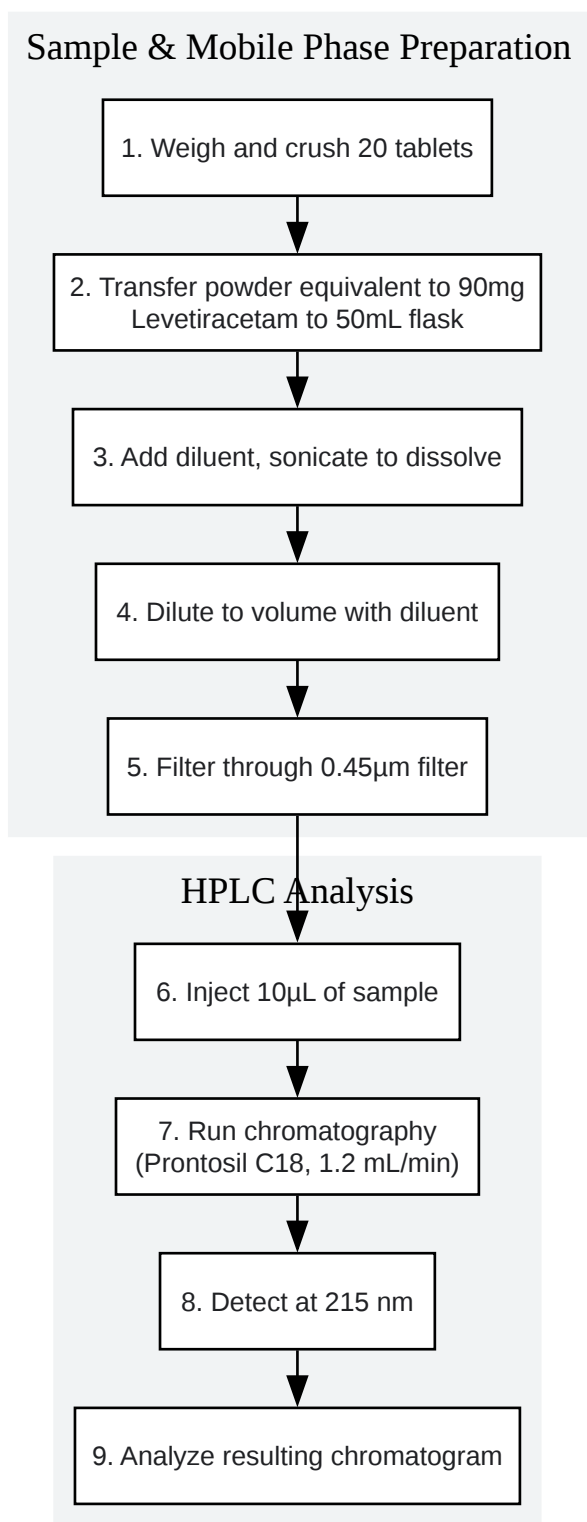 Sample & Mobile Phase Preparation
1. Weigh and crush 20 tablets
2. Transfer powder equivalent to 90mg
Levetiracetam to 50mL flask
3. Add diluent, sonicate to dissolve
4. Dilute to volume with diluent
5. Filter through 0.45µm filter
HPLC Analysis
6. Inject 10µL of sample
7. Run chromatography
(Prontosil C18, 1.2 mL/min)
8. Detect at 215 nm
9. Analyze resulting chromatogram